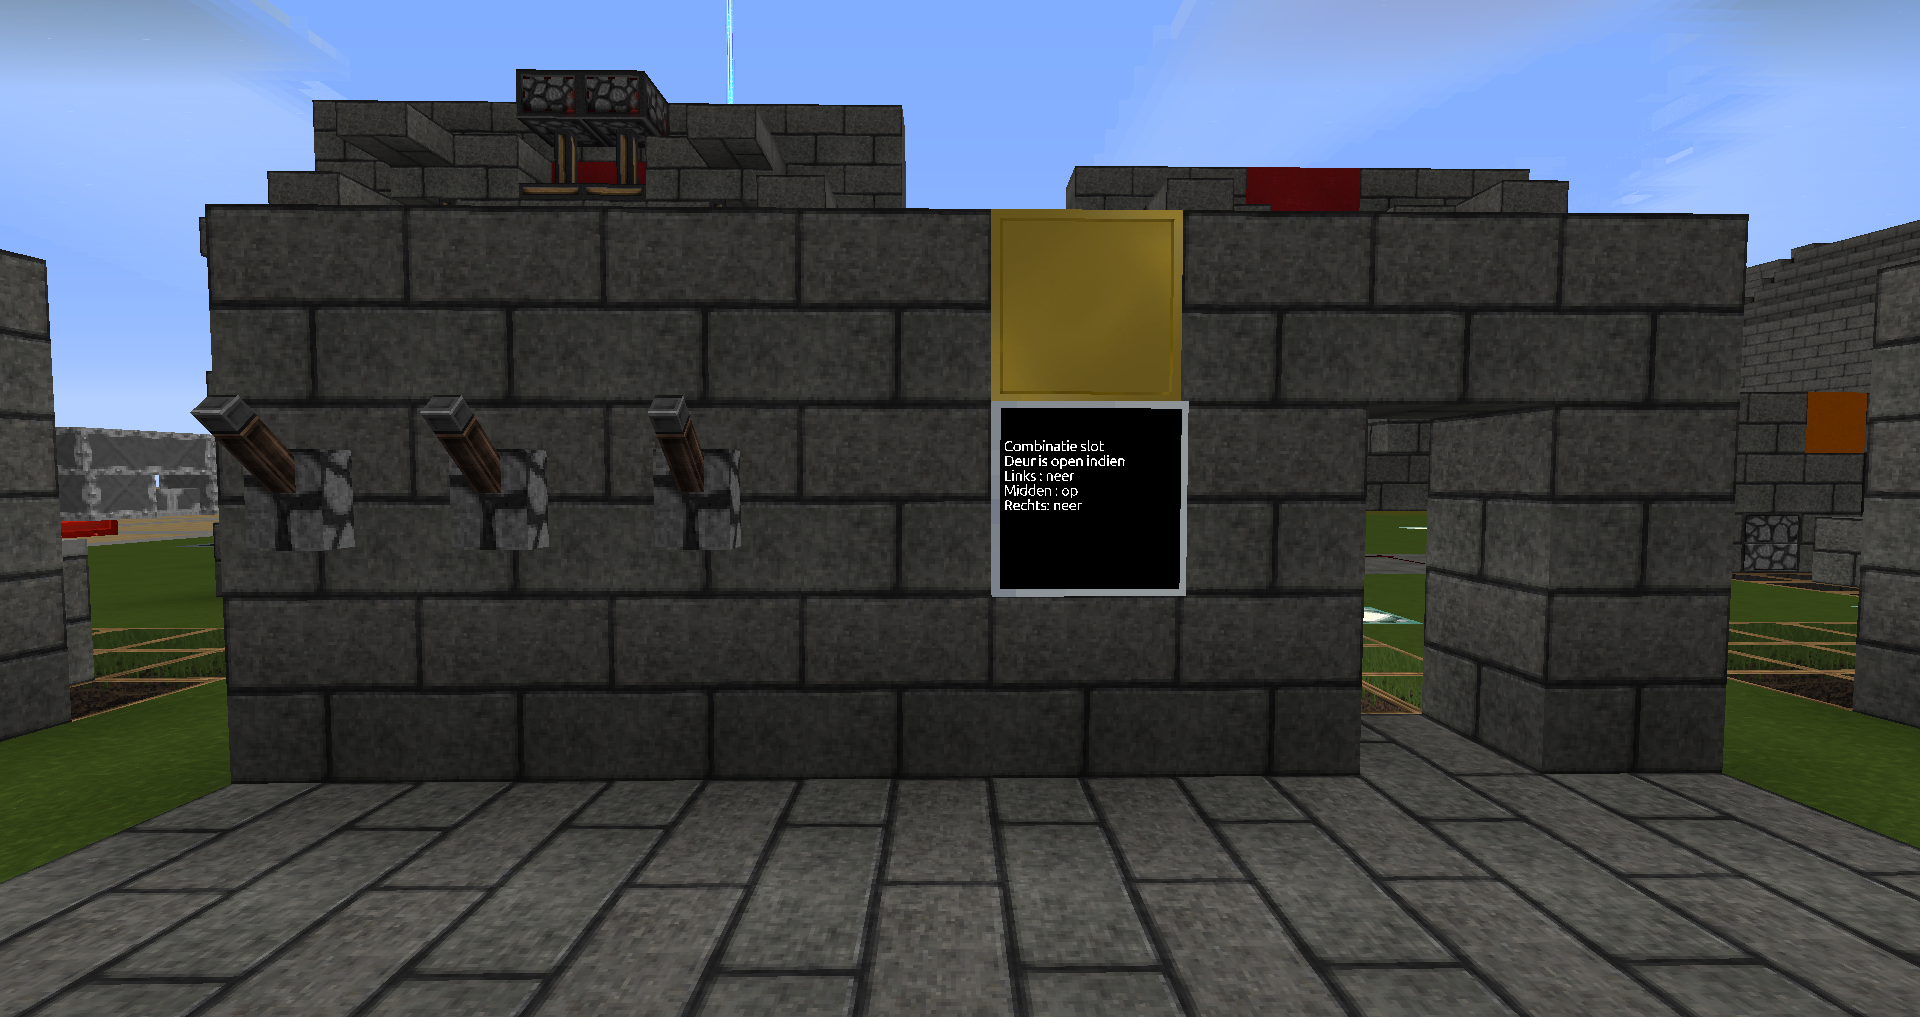 Combinatie slot
Deur is open indien
Links : neer
Midden : op
Rechts: neer